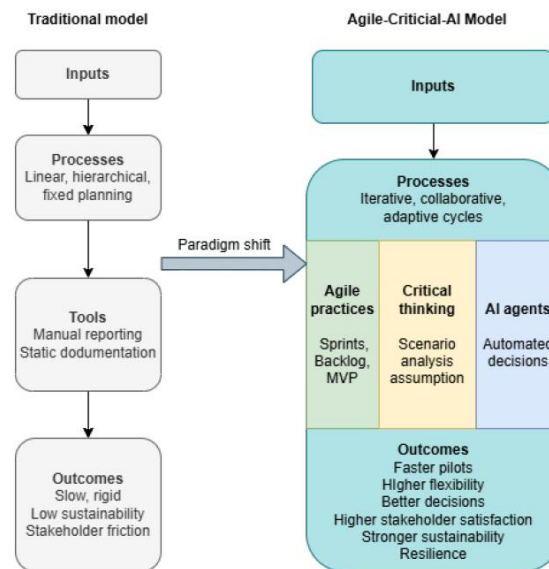 Traditional model
Inputs
Processes
Linear, hierarchical,
fixed planning
Tools
Manual reporting
Static dodumentation
Outcomes
Slow, rigid
Low sustainability
Stakeholder friction
Paradigm shift
Agile-Criticial-AI Model
Inputs
Processes
Iterative, collaborative,
adaptive cycles
Agile
practices
Sprints,
Backlog,
MVP
Critical
thinking
Scenario
analysis
assumption
AI agents
Automated
decisions
Outcomes
Faster pilots
HIgher flexibility
Better decisions
Higher stakeholder satisfaction
Stronger sustainability
Resilience